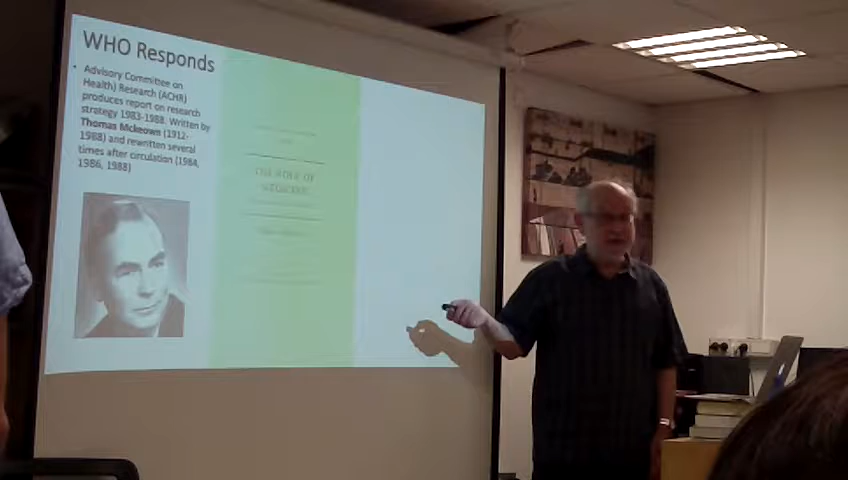 WHO Responds
• Advisory Committee on
Health) Research (ACHR)
produces report on research
strategy 1983-1988. Written by
Thomas Mckeown (1912-
1988) and rewritten several
times after circulation (1984,
1986, 1988)
THE ROLE OF
MEDICINE